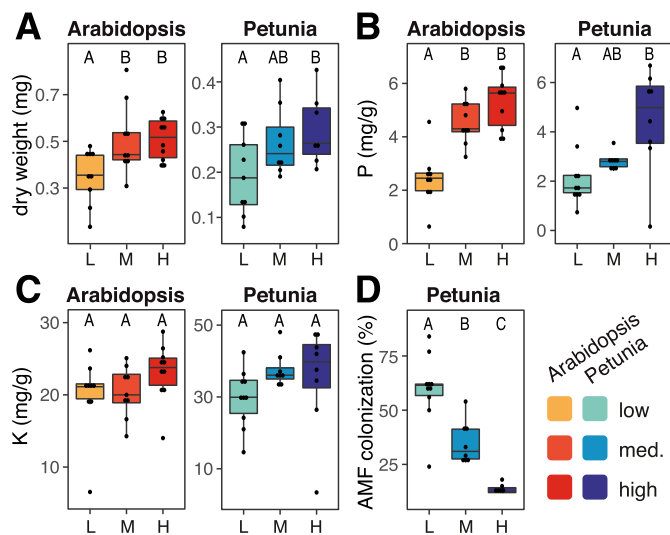 A
Arabidopsis
Petunia
dry weight (mg)
0.7
0.5
0.3
A B B
L M H
0.4
0.3
0.2
0.1
A AB B
L M H
B
Arabidopsis
Petunia
P (mg/g)
6
4
2
0
A B B
L M H
6
4
2
0
A AB B
L M H
C
Arabidopsis
Petunia
K (mg/g)
30
20
10
A A A
L M H
50
30
10
A A A
L M H
D
Petunia
AMF colonization (%)
75
50
25
A B C
L M H
Arabidopsis
Petunia
low
med.
high